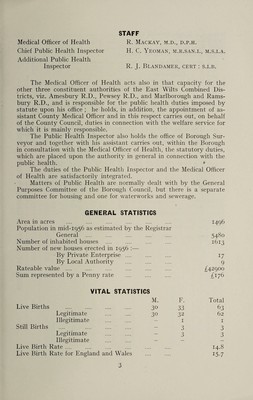 STAFF
Medical Officer of Health R. MACKAY, M.D., D.P.H.
Chief Public Health Inspector H. C. YEOMAN, M.R.SAN.I., M.S.I.A.
Additional Public Health
Inspector R. J. BLANDAMER, CERT: S.I.B.
The Medical Officer of Health acts also in that capacity for the
other three constituent authorities of the East Wilts Combined Dis-
tricts, viz. Amesbury R.D., Pewsey R.D., and Marlborough and Rams-
bury R.D., and is responsible for the public health duties imposed by
statute upon his office; he holds, in addition, the appointment of as-
sistant County Medical Officer and in this respect carries out, on behalf
of the County Council, duties in connection with the welfare service for
which it is mainly responsible.
The Public Health Inspector also holds the office of Borough Sur-
veyor and together with his assistant carries out, within the Borough
in consultation with the Medical Officer of Health, the statutory duties,
which are placed upon the authority in general in connection with the
public health.
The duties of the Public Health Inspector and the Medical Officer
of Health are satisfactorily integrated.
Matters of Public Health are normally dealt with by the General
Purposes Committee of the Borough Council, but there is a separate
committee for housing and one for waterworks and sewerage.
GENERAL STATISTICS
Area in acres 1496
Population in mid-1956 as estimated by the Registrar
General 5480
Number of inhabited houses 1613
Number of new houses erected in 1956 :—
By Private Enterprise 17
By Local Authority 9
Rateable value £42900
Sum represented by a Penny rate £176
VITAL STATISTICS
M. F. Total
Live Births 30 33 63
Legitimate 30 32 62
Illegitimate – 1 1
Still Births – 3 3
Legitimate – 3 3
Illegitimate – – –
Live Birth Rate 14.8
Live Birth Rate for England and Wales 15.7
3